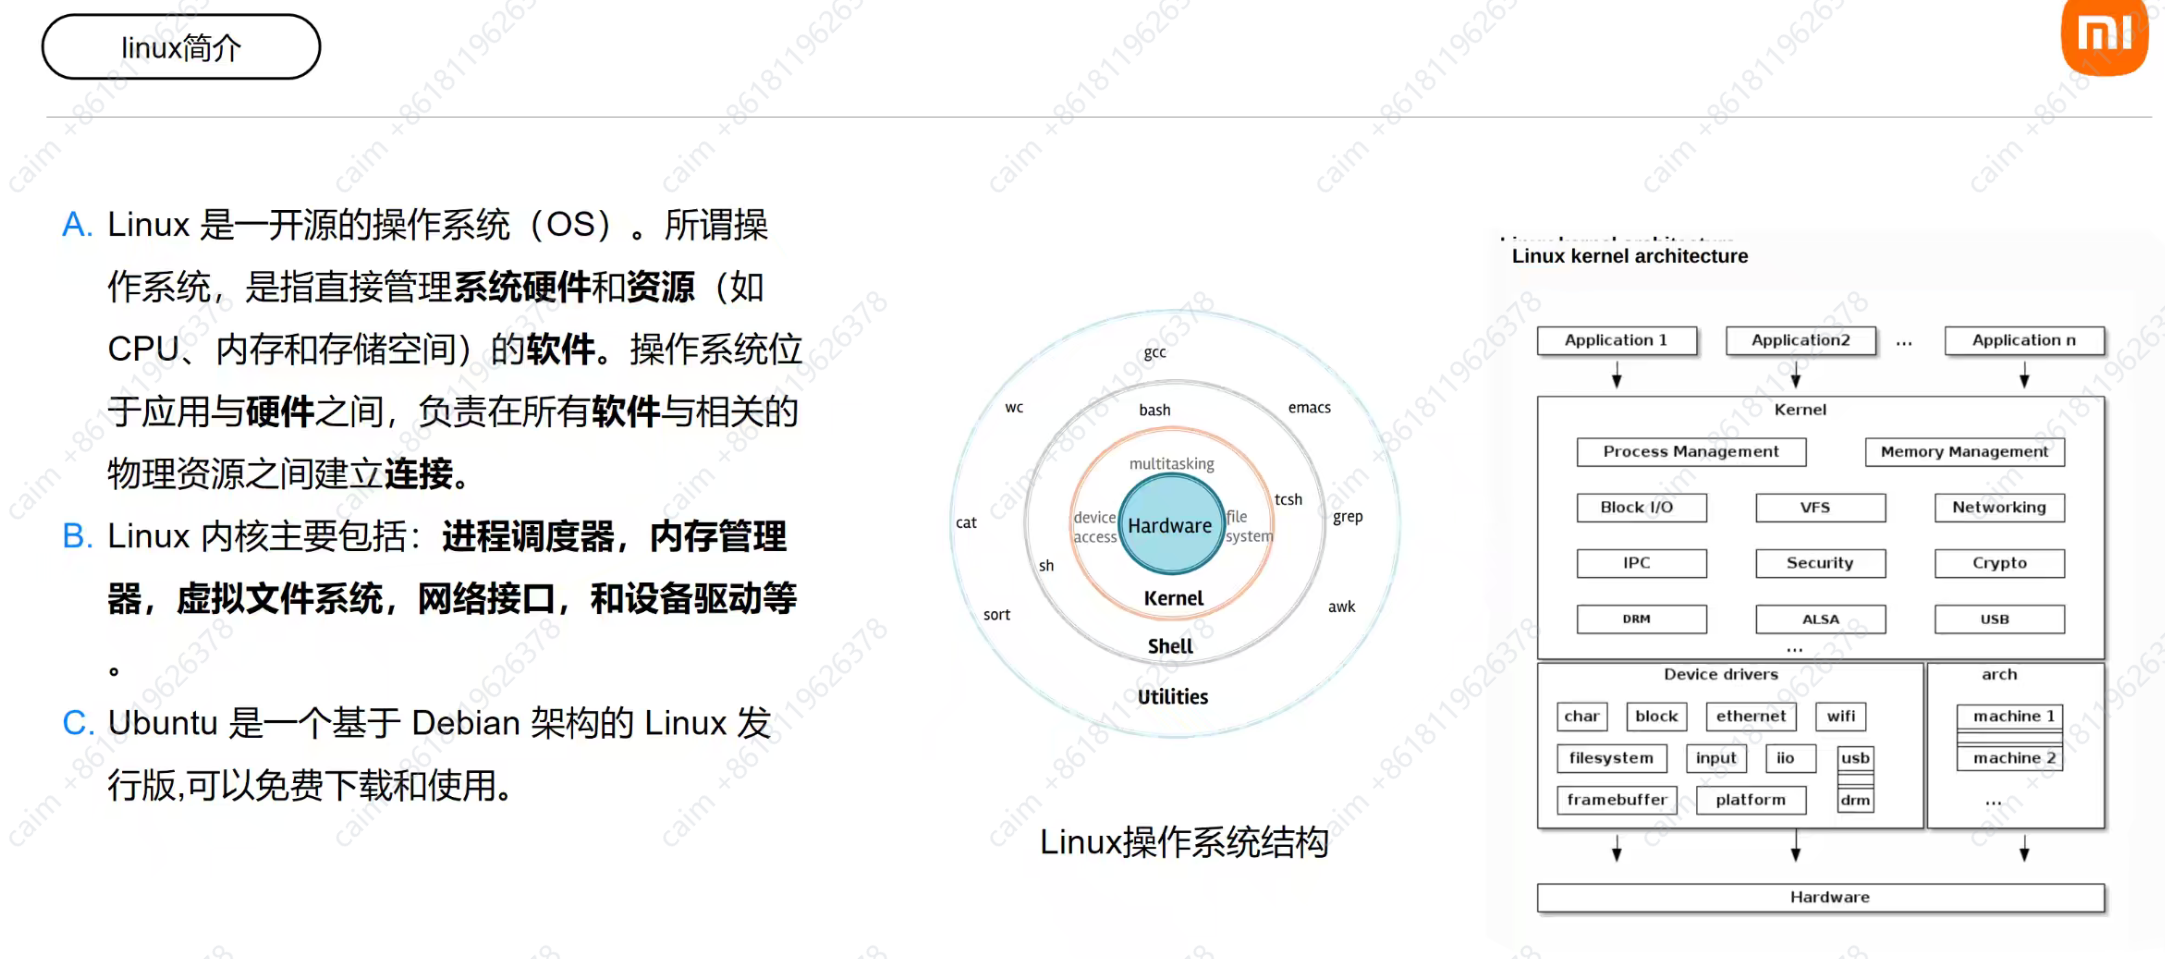 linux简介
A. Linux 是一开源的操作系统（OS）。所谓操
作系统，是指直接管理系统硬件和资源（如
CPU、内存和存储空间）的软件。操作系统位
于应用与硬件之间，负责在所有软件与相关的
物理资源之间建立连接。
B. Linux 内核主要包括：进程调度器，内存管理
器，虚拟文件系统，网络接口，和设备驱动等
。
C. Ubuntu 是一个基于 Debian 架构的 Linux 发
行版,可以免费下载和使用。
gcc
wc
emacs
bash
multitasking
tcsh
device
access
Hardware
file
system
grep
cat
sh
Kernel
awk
sort
Shell
Utilities
Linux操作系统结构
Linux kernel architecture
Linux kernel architecture
Application 1
Application2
...
Application n
Kernel
Process Management
Memory Management
Block I/O
VFS
Networking
IPC
Security
Crypto
DRM
ALSA
USB
...
Device drivers
arch
char
block
ethernet
wifi
machine 1
filesystem
input
iio
usb
machine 2
framebuffer
platform
drm
...
Hardware
mi
caim +8618119626378